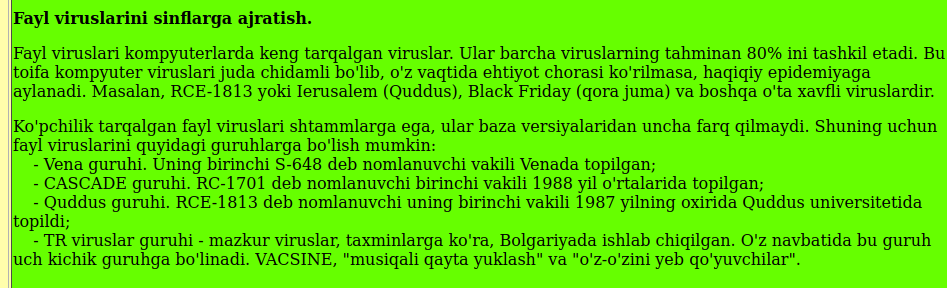 Fayl viruslarini sinflarga ajratish.
Fayl viruslari kompyuterlarda keng tarqalgan viruslar. Ular barcha viruslarning tahminan 80% ini tashkil etadi. Bu
toifa kompyuter viruslari juda chidamli bo'lib, o'z vaqtida ehtiyot chorasi ko'rilmasa, haqiqiy epidemiyaga
aylanadi. Masalan, RCE-1813 yoki Ierusalem (Quddus), Black Friday (qora juma) va boshqa o'ta xavfli viruslardir.
Ko'pchilik tarqalgan fayl viruslari shtammlarga ega, ular baza versiyalaridan uncha farq qilmaydi. Shuning uchun
fayl viruslarini quyidagi guruhlarga bo'lish mumkin:
- Vena guruhi. Uning birinchi S-648 deb nomlanuvchi vakili Venada topilgan;
- CASCADE guruhi. RC-1701 deb nomlanuvchi birinchi vakili 1988 yil o'rtalarida topilgan;
- Quddus guruhi. RCE-1813 deb nomlanuvchi uning birinchi vakili 1987 yilning oxirida Quddus universitetida
topildi;
- TR viruslar guruhi - mazkur viruslar, taxminlarga ko'ra, Bolgariyada ishlab chiqilgan. O'z navbatida bu guruh
uch kichik guruhga bo'linadi. VACSINE, "musiqali qayta yuklash" va "o'z-o'zini yeb qo'yuvchilar".